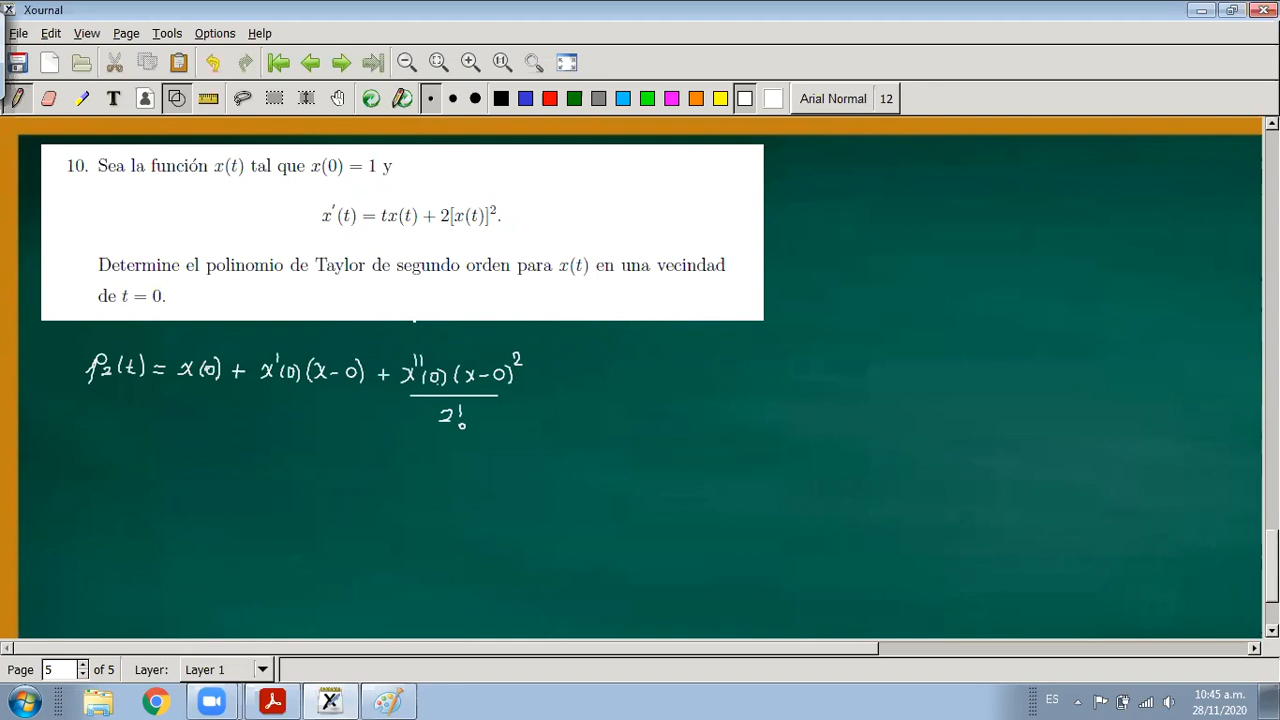 Xournal
File Edit View Page Tools Options Help
Arial Normal 12
10. Sea la función x(t) tal que x(0) = 1 y
x′(t) = tx(t) + 2[x(t)]².
Determine el polinomio de Taylor de segundo orden para x(t) en una vecindad
de t = 0.
p₂(t) = x(0) + x'(0)(x-0) + x''(0)(x-0)²
2!
Page 5 of 5 Layer: Layer 1
ES 10:45 a.m.
28/11/2020